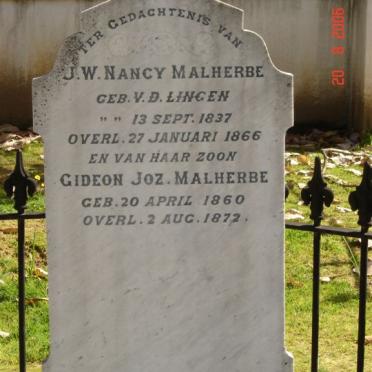 TER GEDACHTENIS VAN
J.W. NANCY MALHERBE
GEB. V.D. LINGEN
" " 13 SEPT. 1837
OVERL. 27 JANUARI 1866
EN VAN HAAR ZOON
GIDEON JOZ. MALHERBE
GEB. 20 APRIL 1860
OVERL. 2 AUG. 1872.
20 8 2006